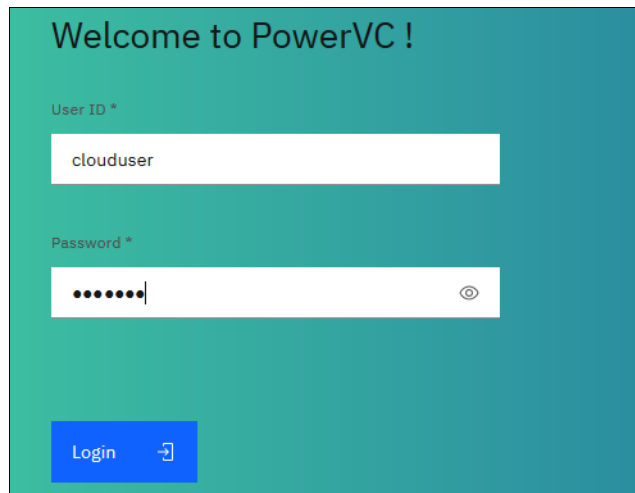 Welcome to PowerVC !
User ID *
clouduser
Password *
•••••••
Login